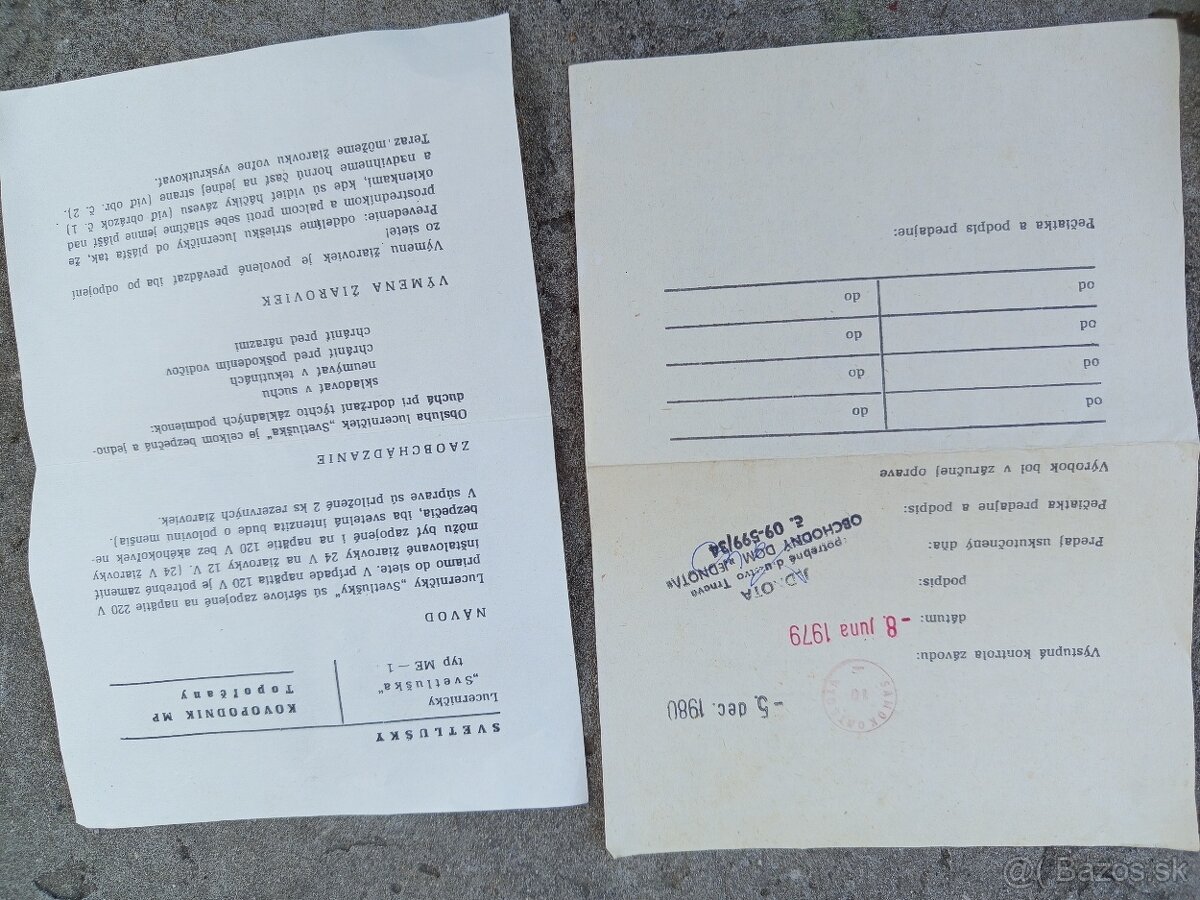 SVETLUŠKY
Lucerničky
„Svetluška"
typ ME — 1
KOVOPODNIK MP
Topoľčany
NÁVOD
Lucerničky „Svetlušky" sú sériove zapojené na napätie 220 V
priamo do siete. V prípade napätia 120 V je potrebné zameniť
inštalované žiarovky 24 V na žiarovky 12 V. (24 V žiarovky
môžu byť zapojené i na napätie 120 V bez akéhokoľvek ne-
bezpečia, iba svetelná intenzita bude o polovinu menšia).
V súprave sú priložené 2 ks rezervných žiaroviek.
ZAOBCHÁDZANIE
Obsluha lucerničiek „Svetluška" je celkom bezpečná a jedno-
duchá pri dodržaní týchto základných podmienok:
skladovať v suchu
neumývať v tekutinách
chrániť pred poškodením vodičov
chrániť pred nárazmi
VÝMENA ŽIAROVIEK
Výmenu žiaroviek je povolené prevádzať iba po odpojení
zo siete!
Prevedenie: oddelíme striešku lucerničky od plášťa tak, že
prostredníkom a palcom proti sebe stlačíme jemne plášť nad
okienkami, kde sú vidieť háčiky závesu (viď obrázok č. 1)
a nadvihneme hornú časť na jednej strane (viď obr. č. 2).
Teraz môžeme žiarovku voľne vyskrutkovať.
- 5. dec. 1980
Výstupná kontrola závodu:
dátum: - 8. júna 1979
podpis:
Predaj uskutočnený dňa:
Pečiatka predajne a podpis:
JEDNOTA
potrebné družstvo Trnava
OBCHODNÝ DOM „JEDNOTA"
č. 09-599/34
Výrobok bol v záručnej oprave
od do
od do
od do
od do
Pečiatka a podpis predajne:
@( Bazos.sk